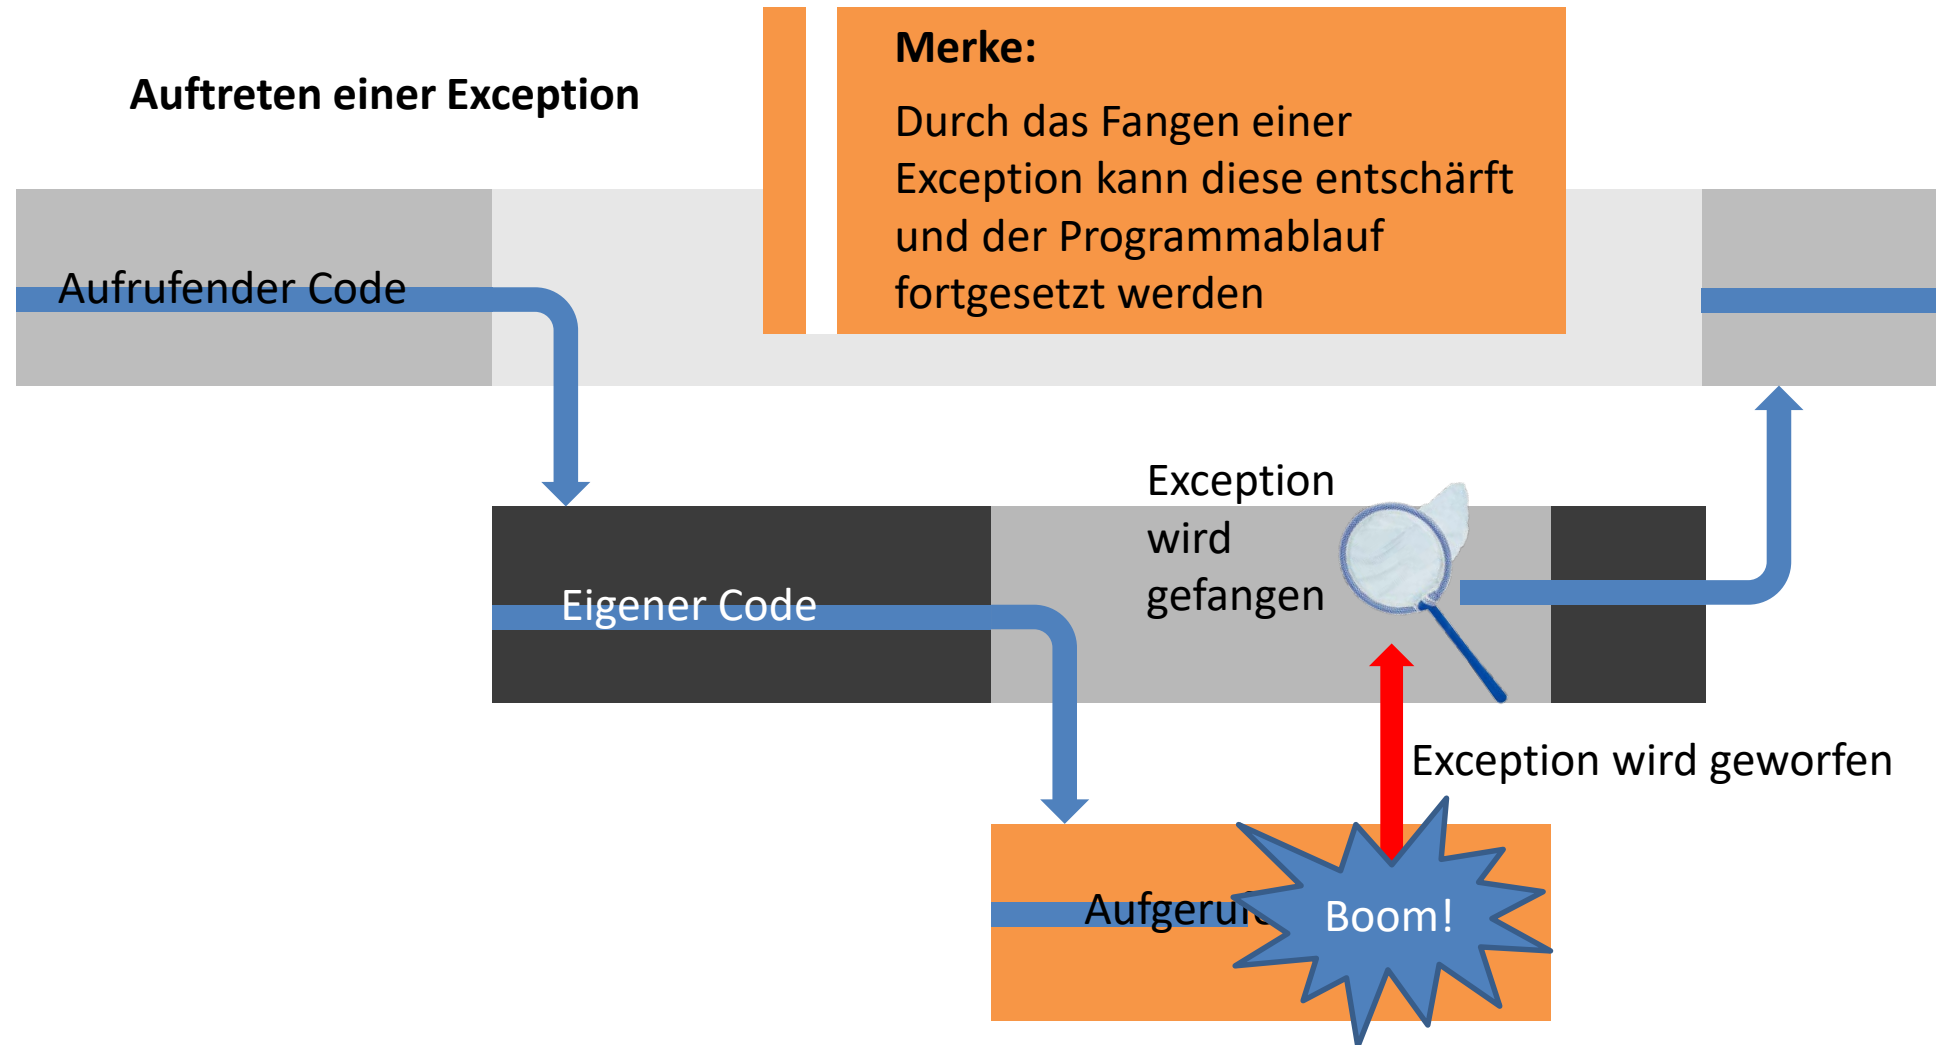 Auftreten einer Exception
Merke:
Durch das Fangen einer
Exception kann diese entschärft
und der Programmablauf
fortgesetzt werden
Aufrufender Code
Exception
wird
gefangen
Eigener Code
Exception wird geworfen
Boom!